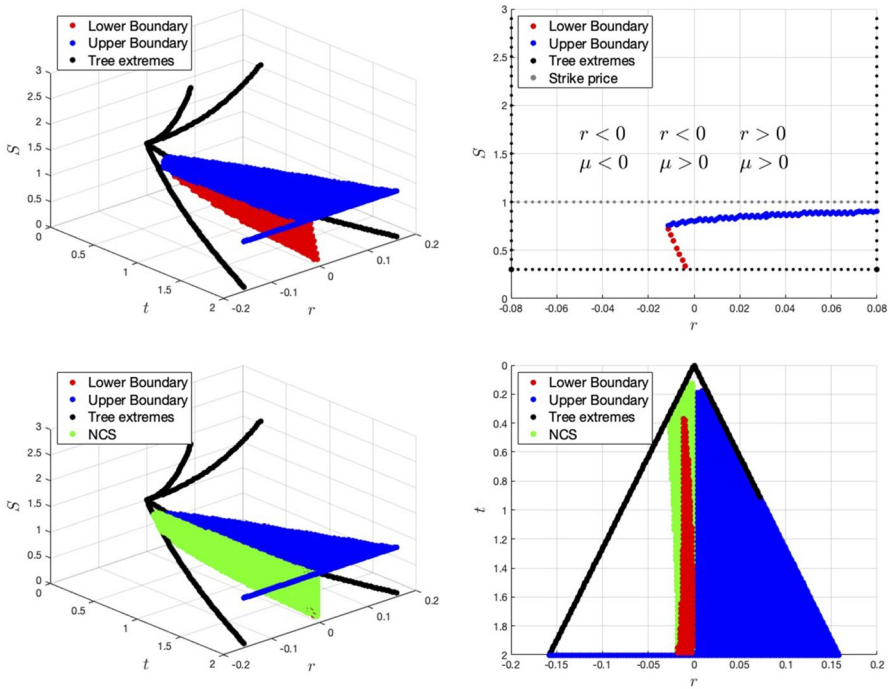 Lower Boundary
Upper Boundary
Tree extremes
3
2.5
2
1.5
1
0.5
0
S
0
0.5
1
1.5
2
t
-0.2
-0.1
0
0.1
0.2
r
Lower Boundary
Upper Boundary
Tree extremes
Strike price
3
2.5
2
1.5
1
0.5
0
S
r < 0 r < 0 r > 0
μ < 0 μ > 0 μ > 0
-0.08 -0.06 -0.04 -0.02 0 0.02 0.04 0.06 0.08
r
Lower Boundary
Upper Boundary
Tree extremes
NCS
3
2.5
2
1.5
1
0.5
0
S
0
0.5
1
1.5
2
t
-0.2
-0.1
0
0.1
0.2
r
Lower Boundary
Upper Boundary
Tree extremes
NCS
0
0.2
0.4
0.6
0.8
1
1.2
1.4
1.6
1.8
2
t
-0.2 -0.15 -0.1 -0.05 0 0.05 0.1 0.15 0.2
r